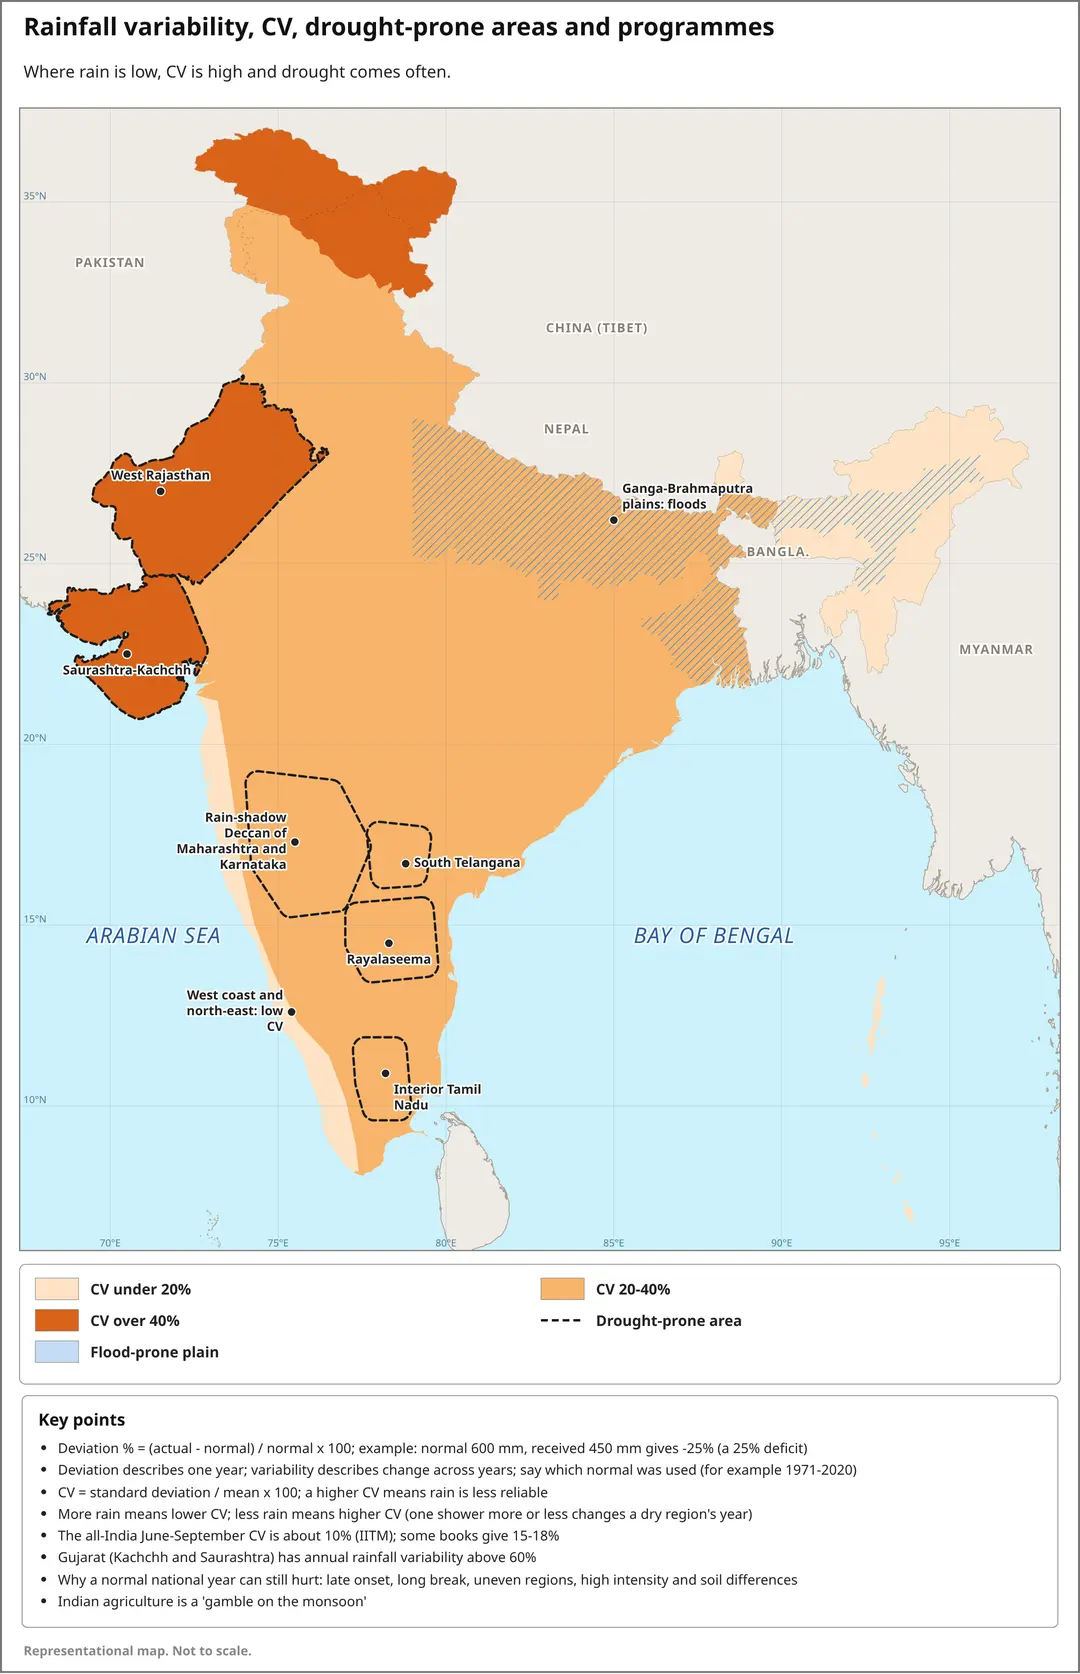 Rainfall variability, CV, drought-prone areas and programmes
Where rain is low, CV is high and drought comes often.
35°N
PAKISTAN
CHINA (TIBET)
30°N
NEPAL
West Rajasthan
Ganga-Brahmaputra
plains: floods
25°N
BANGLA.
MYANMAR
Saurashtra-Kachchh
20°N
Rain-shadow
Deccan of
Maharashtra and
Karnataka
South Telangana
15°N
ARABIAN SEA
BAY OF BENGAL
Rayalaseema
West coast and
north-east: low
CV
Interior Tamil
Nadu
10°N
70°E
75°E
80°E
85°E
90°E
95°E
CV under 20%
CV 20-40%
CV over 40%
Drought-prone area
Flood-prone plain
Key points
• Deviation % = (actual - normal) / normal x 100; example: normal 600 mm, received 450 mm gives -25% (a 25% deficit)
• Deviation describes one year; variability describes change across years; say which normal was used (for example 1971-2020)
• CV = standard deviation / mean x 100; a higher CV means rain is less reliable
• More rain means lower CV; less rain means higher CV (one shower more or less changes a dry region's year)
• The all-India June-September CV is about 10% (IITM); some books give 15-18%
• Gujarat (Kachchh and Saurashtra) has annual rainfall variability above 60%
• Why a normal national year can still hurt: late onset, long break, uneven regions, high intensity and soil differences
• Indian agriculture is a 'gamble on the monsoon'
Representational map. Not to scale.